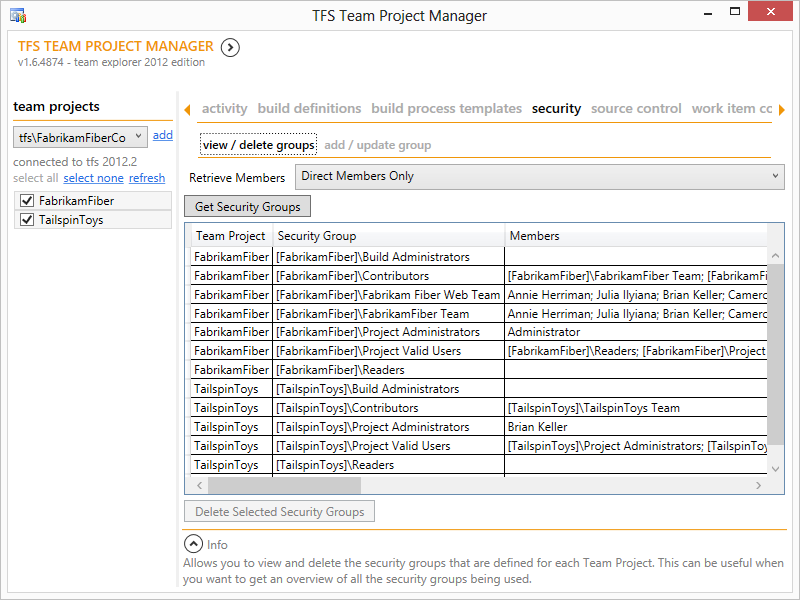 TFS Team Project Manager
TFS TEAM PROJECT MANAGER
v1.6.4874 - team explorer 2012 edition
team projects
tfs\FabrikamFiberCo add
connected to tfs 2012.2
select all select none refresh
FabrikamFiber
TailspinToys
activity build definitions build process templates security source control work item cc
view / delete groups add / update group
Retrieve Members Direct Members Only
Get Security Groups
Team Project Security Group Members
FabrikamFiber [FabrikamFiber]\Build Administrators
FabrikamFiber [FabrikamFiber]\Contributors [FabrikamFiber]\FabrikamFiber Team; [FabrikamFi
FabrikamFiber [FabrikamFiber]\Fabrikam Fiber Web Team Annie Herriman; Julia Ilyiana; Brian Keller; Camero
FabrikamFiber [FabrikamFiber]\FabrikamFiber Team Annie Herriman; Julia Ilyiana; Brian Keller; Camero
FabrikamFiber [FabrikamFiber]\Project Administrators Administrator
FabrikamFiber [FabrikamFiber]\Project Valid Users [FabrikamFiber]\Readers; [FabrikamFiber]\Project
FabrikamFiber [FabrikamFiber]\Readers
TailspinToys [TailspinToys]\Build Administrators
TailspinToys [TailspinToys]\Contributors [TailspinToys]\TailspinToys Team
TailspinToys [TailspinToys]\Project Administrators Brian Keller
TailspinToys [TailspinToys]\Project Valid Users [TailspinToys]\Project Administrators; [TailspinToy
TailspinToys [TailspinToys]\Readers
Delete Selected Security Groups
Info
Allows you to view and delete the security groups that are defined for each Team Project. This can be useful when
you want to get an overview of all the security groups being used.